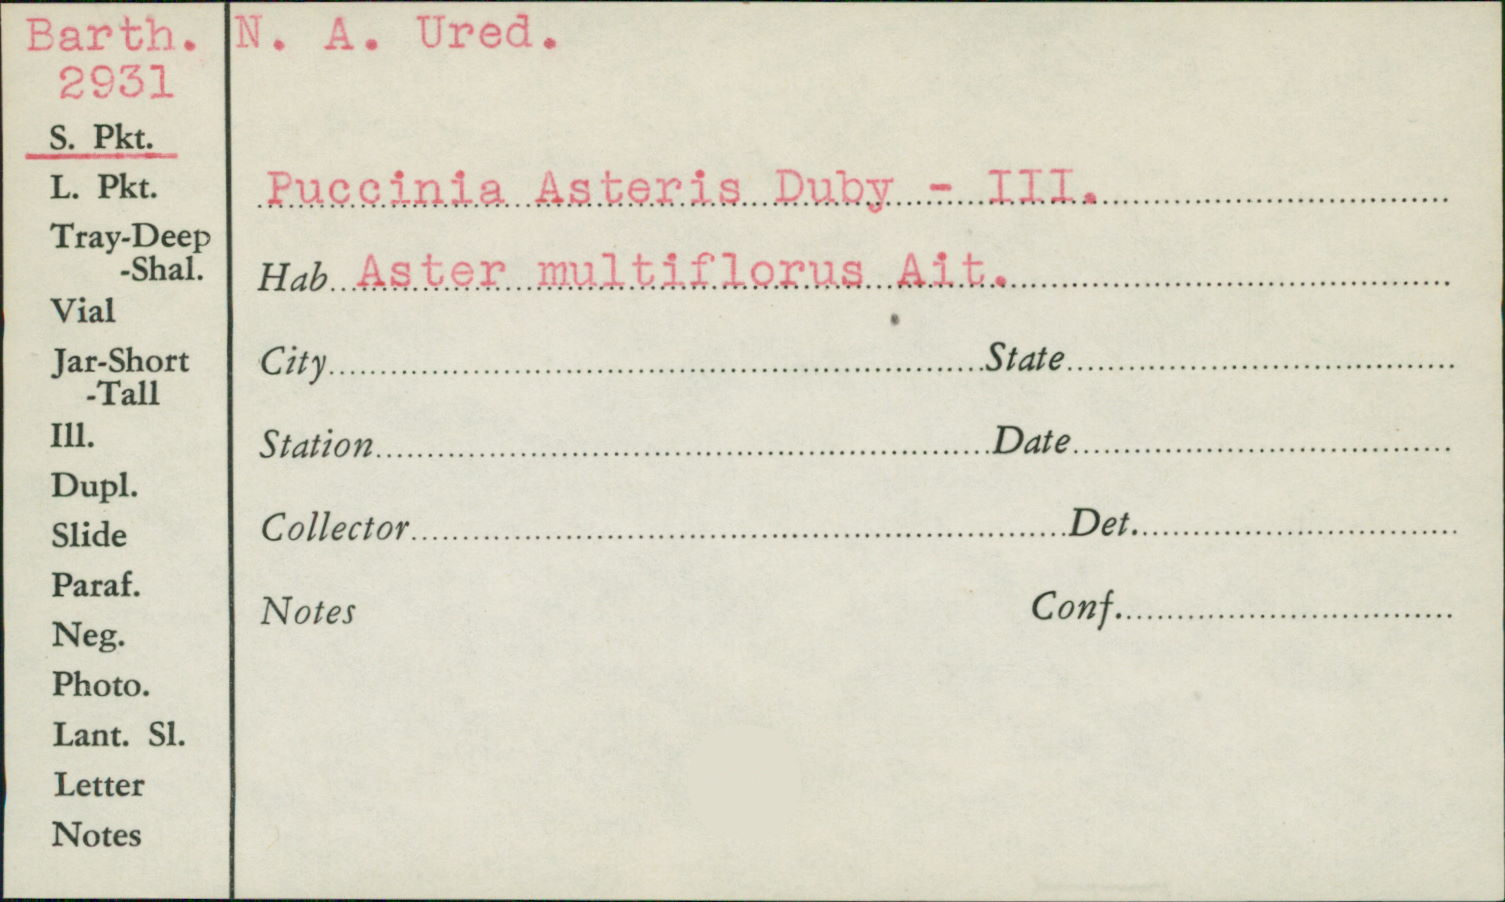 Barth. N. A. Ured.
2931
S. Pkt.
L. Pkt.
Tray-Deep
-Shal.
Vial
Jar-Short
-Tall
Ill.
Dupl.
Slide
Paraf.
Neg.
Photo.
Lant. Sl.
Letter
Notes
Puccinia Asteris Duby - III.
Hab. Aster multiflorus Ait.
City State
Station Date
Collector Det.
Notes Conf.